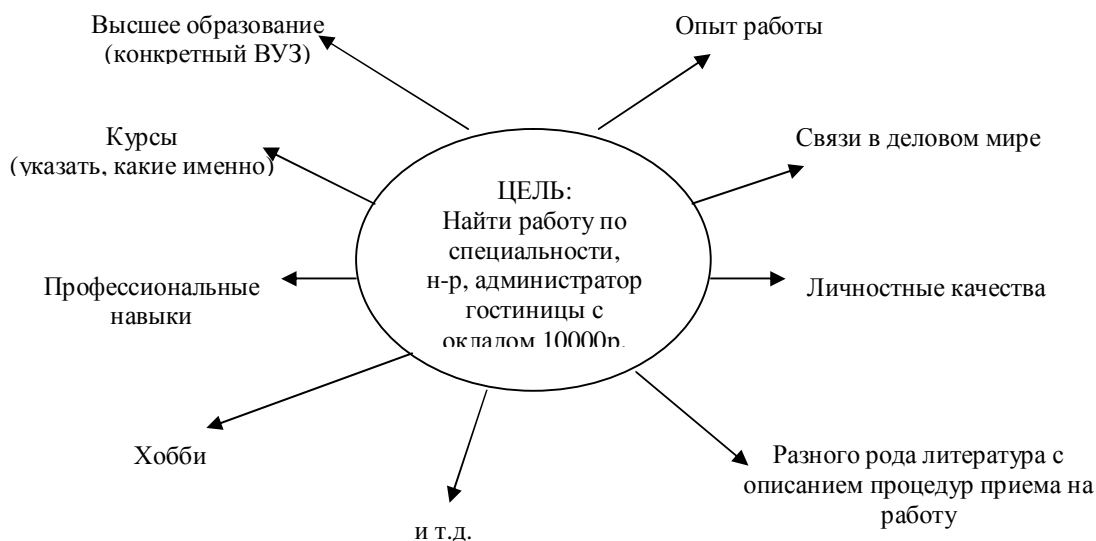 Высшее образование
(конкретный ВУЗ)
Опыт работы
Курсы
(указать, какие именно)
Связи в деловом мире
ЦЕЛЬ:
Найти работу по
специальности,
н-р, администратор
гостиницы с
окладом 10000р.
Профессиональные
навыки
Личностные качества
Хобби
Разного рода литература с
описанием процедур приема на
работу
и т.д.